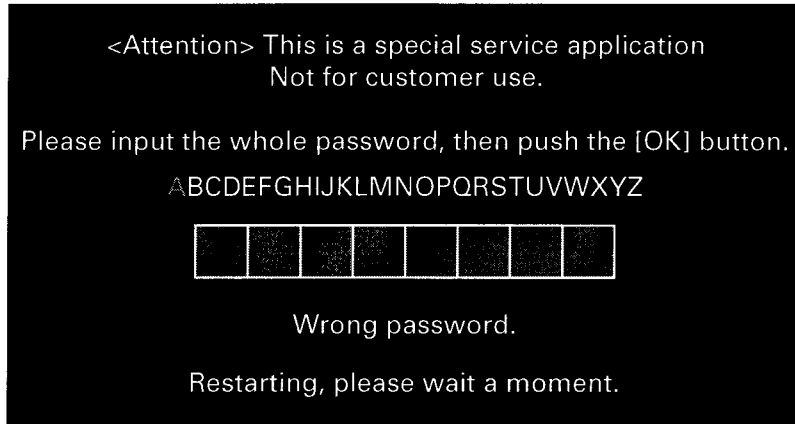 <Attention> This is a special service application
Not for customer use.
Please input the whole password, then push the [OK] button.
ABCDEFGHIJKLMNOPQRSTUVWXYZ
Wrong password.
Restarting, please wait a moment.